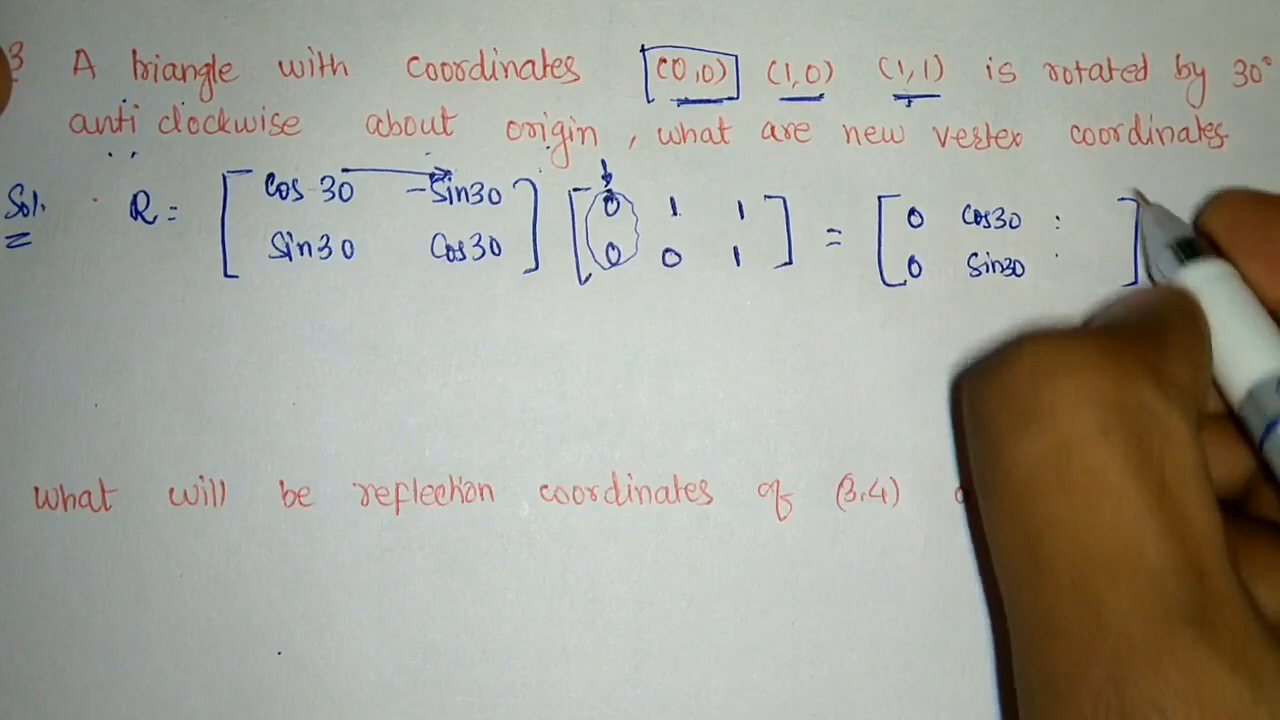 3 A triangle with coordinates (0,0) (1,0) (1,1) is rotated by 30°
anti clockwise about origin, what are new vertex coordinates.
Sol. R = [ Cos 30 -Sin30 ] [ 0 1 1 ] = [ 0 Cos30 : ]
[ Sin30 Cos30 ] [ 0 0 1 ] [ 0 Sin30 ]
What will be reflection coordinates of (3,4)